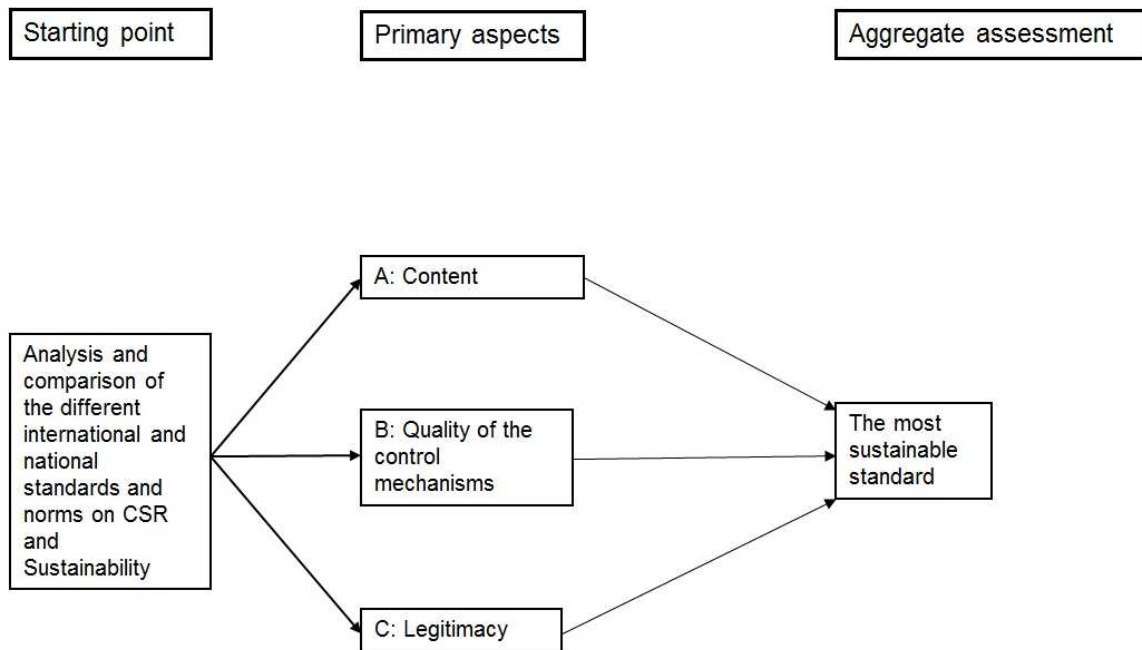 Starting point
Primary aspects
Aggregate assessment
Analysis and
comparison of
the different
international and
national
standards and
norms on CSR
and
Sustainability
A: Content
B: Quality of the
control
mechanisms
C: Legitimacy
The most
sustainable
standard